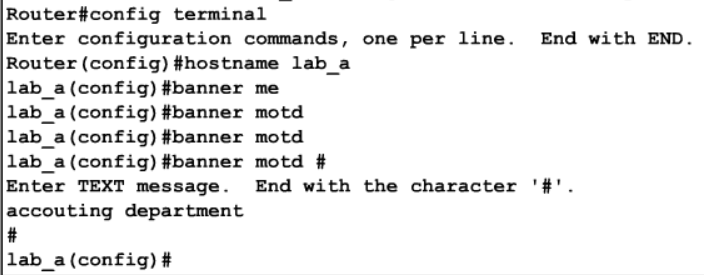 Router#config terminal
Enter configuration commands, one per line.  End with END.
Router(config)#hostname lab_a
lab_a(config)#banner me
lab_a(config)#banner motd
lab_a(config)#banner motd
lab_a(config)#banner motd #
Enter TEXT message.  End with the character '#'.
accouting department
#
lab_a(config)#